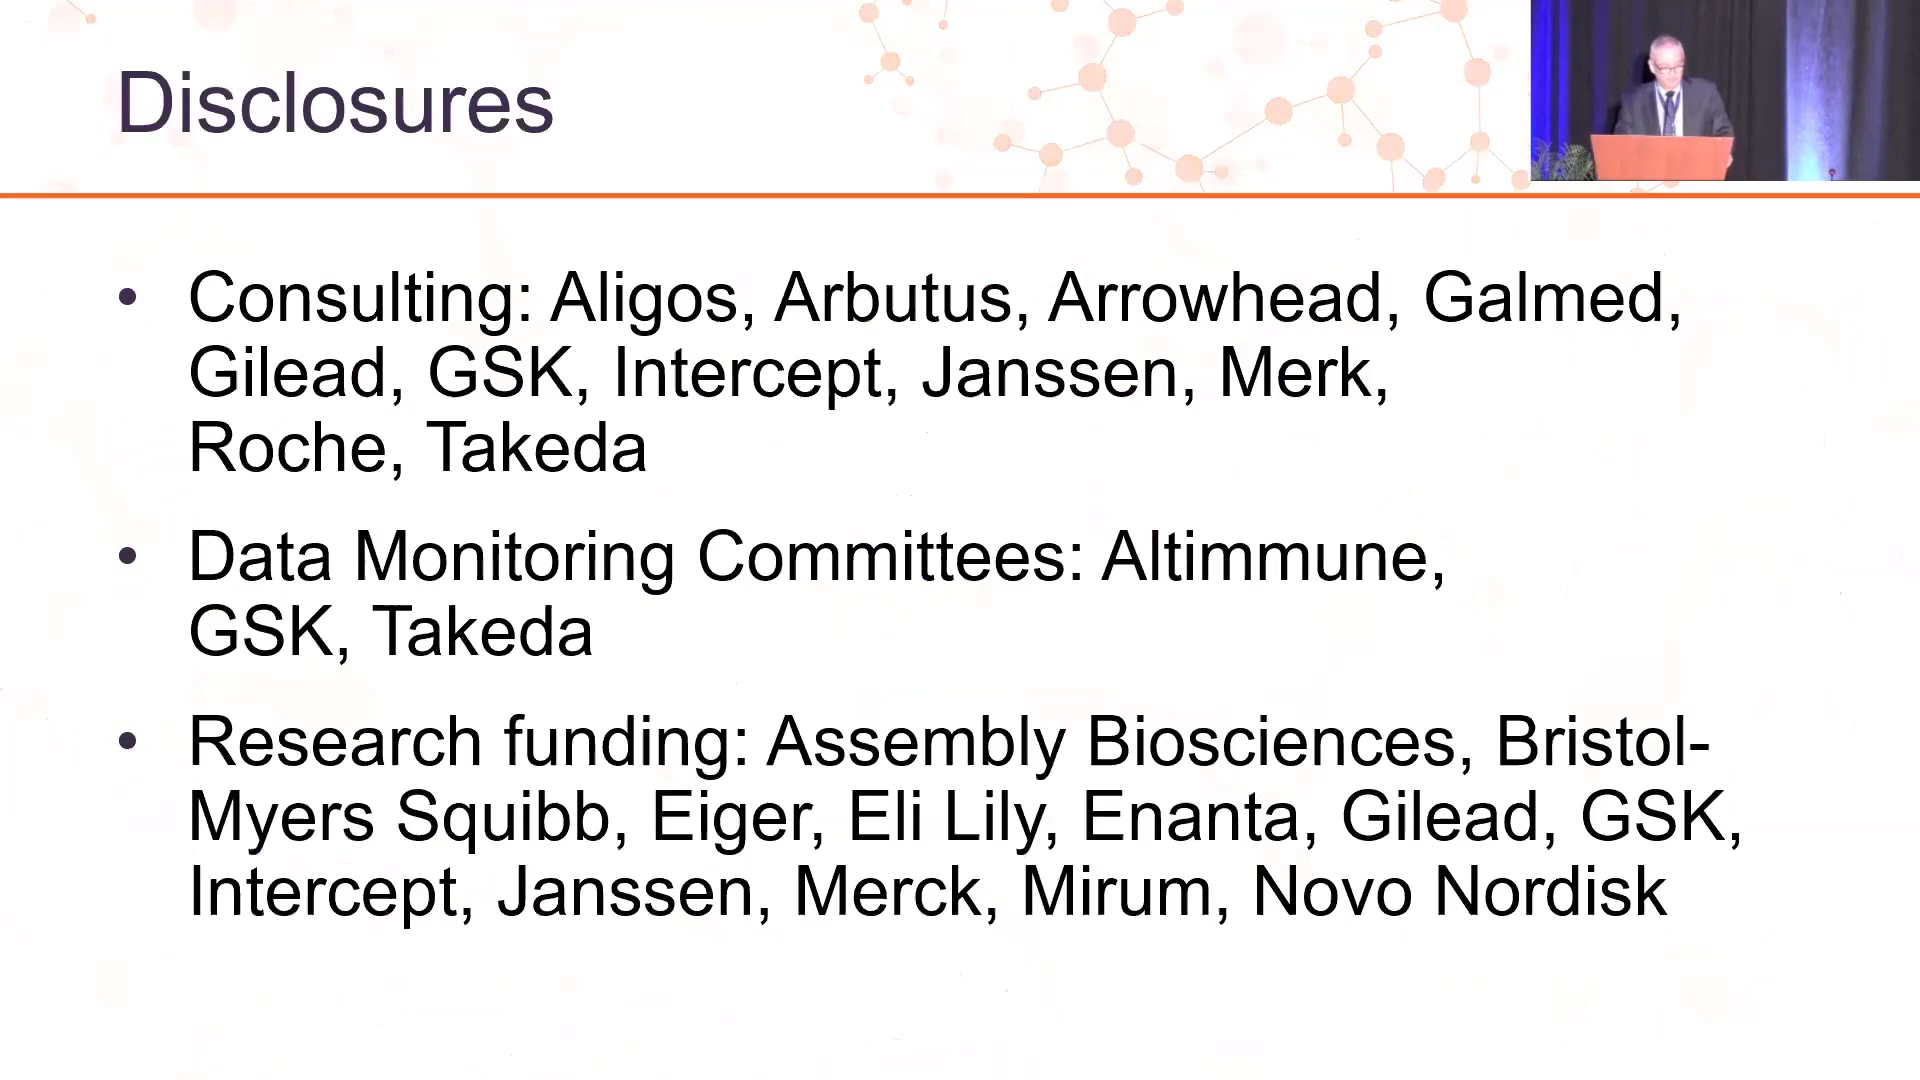 Disclosures
• Consulting: Aligos, Arbutus, Arrowhead, Galmed,
Gilead, GSK, Intercept, Janssen, Merk,
Roche, Takeda
• Data Monitoring Committees: Altimmune,
GSK, Takeda
• Research funding: Assembly Biosciences, Bristol-
Myers Squibb, Eiger, Eli Lily, Enanta, Gilead, GSK,
Intercept, Janssen, Merck, Mirum, Novo Nordisk